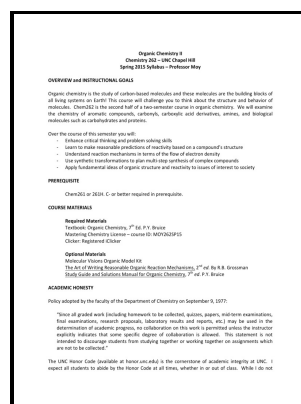 Organic Chemistry II
Chemistry 262 – UNC Chapel Hill
Spring 2015 Syllabus – Professor Moy
OVERVIEW and INSTRUCTIONAL GOALS
Organic chemistry is the study of carbon-based molecules and these molecules are the building blocks of
all living systems on Earth! This course will challenge you to think about the structure and behavior of
molecules. Chem262 is the second half of a two-semester course in organic chemistry. We will examine
the chemistry of aromatic compounds, carbonyls, carboxylic acid derivatives, amines, and biological
molecules such as carbohydrates and proteins.
Over the course of this semester you will:
- Enhance critical thinking and problem solving skills
- Learn to make reasonable predictions of reactivity based on a compound's structure
- Understand reaction mechanisms in terms of the flow of electron density
- Use synthetic transformations to plan multi-step synthesis of complex compounds
- Apply fundamental ideas of organic structure and reactivity to issues of interest to society
PREREQUISITE
Chem261 or 261H. C- or better required in prerequisite.
COURSE MATERIALS
Required Materials
Textbook: Organic Chemistry, 7th Ed. P.Y. Bruice
Mastering Chemistry License – course ID: MOY262SP15
Clicker: Registered iClicker
Optional Materials
Molecular Visions Organic Model Kit
The Art of Writing Reasonable Organic Reaction Mechanisms, 2nd ed. By R.B. Grossman
Study Guide and Solutions Manual for Organic Chemistry, 7th ed. P.Y. Bruice
ACADEMIC HONESTY
Policy adopted by the faculty of the Department of Chemistry on September 9, 1977:
"Since all graded work (including homework to be collected, quizzes, papers, mid-term examinations,
final examinations, research proposals, laboratory results and reports, etc.) may be used in the
determination of academic progress, no collaboration on this work is permitted unless the instructor
explicitly indicates that some specific degree of collaboration is allowed. This statement is not
intended to discourage students from studying together or working together on assignments which
are not to be collected."
The UNC Honor Code (available at honor.unc.edu) is the cornerstone of academic integrity at UNC. I
expect all students to abide by the Honor Code at all times, whether in or out of class. While I do not